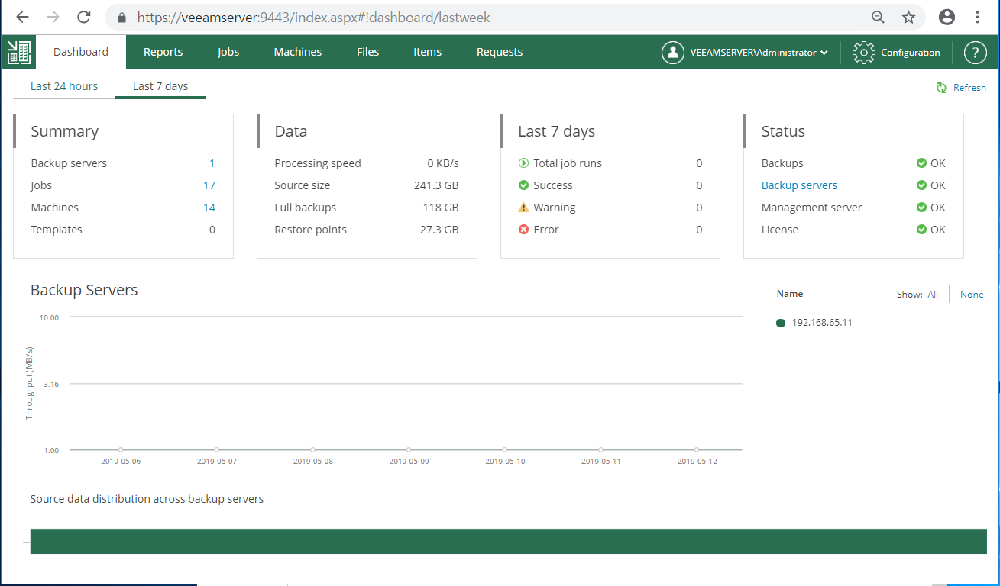 https://veeamserver:9443/index.aspx#!dashboard/lastweek
Dashboard Reports Jobs Machines Files Items Requests VEEAMSERVER\Administrator Configuration ?
Last 24 hours Last 7 days Refresh
Summary
Backup servers 1
Jobs 17
Machines 14
Templates 0
Data
Processing speed 0 KB/s
Source size 241.3 GB
Full backups 118 GB
Restore points 27.3 GB
Last 7 days
Total job runs 0
Success 0
Warning 0
Error 0
Status
Backups OK
Backup servers OK
Management server OK
License OK
Backup Servers
Throughput (MB/s)
10.00
3.16
1.00
2019-05-06 2019-05-07 2019-05-08 2019-05-09 2019-05-10 2019-05-11 2019-05-12
Name Show: All None
192.168.65.11
Source data distribution across backup servers